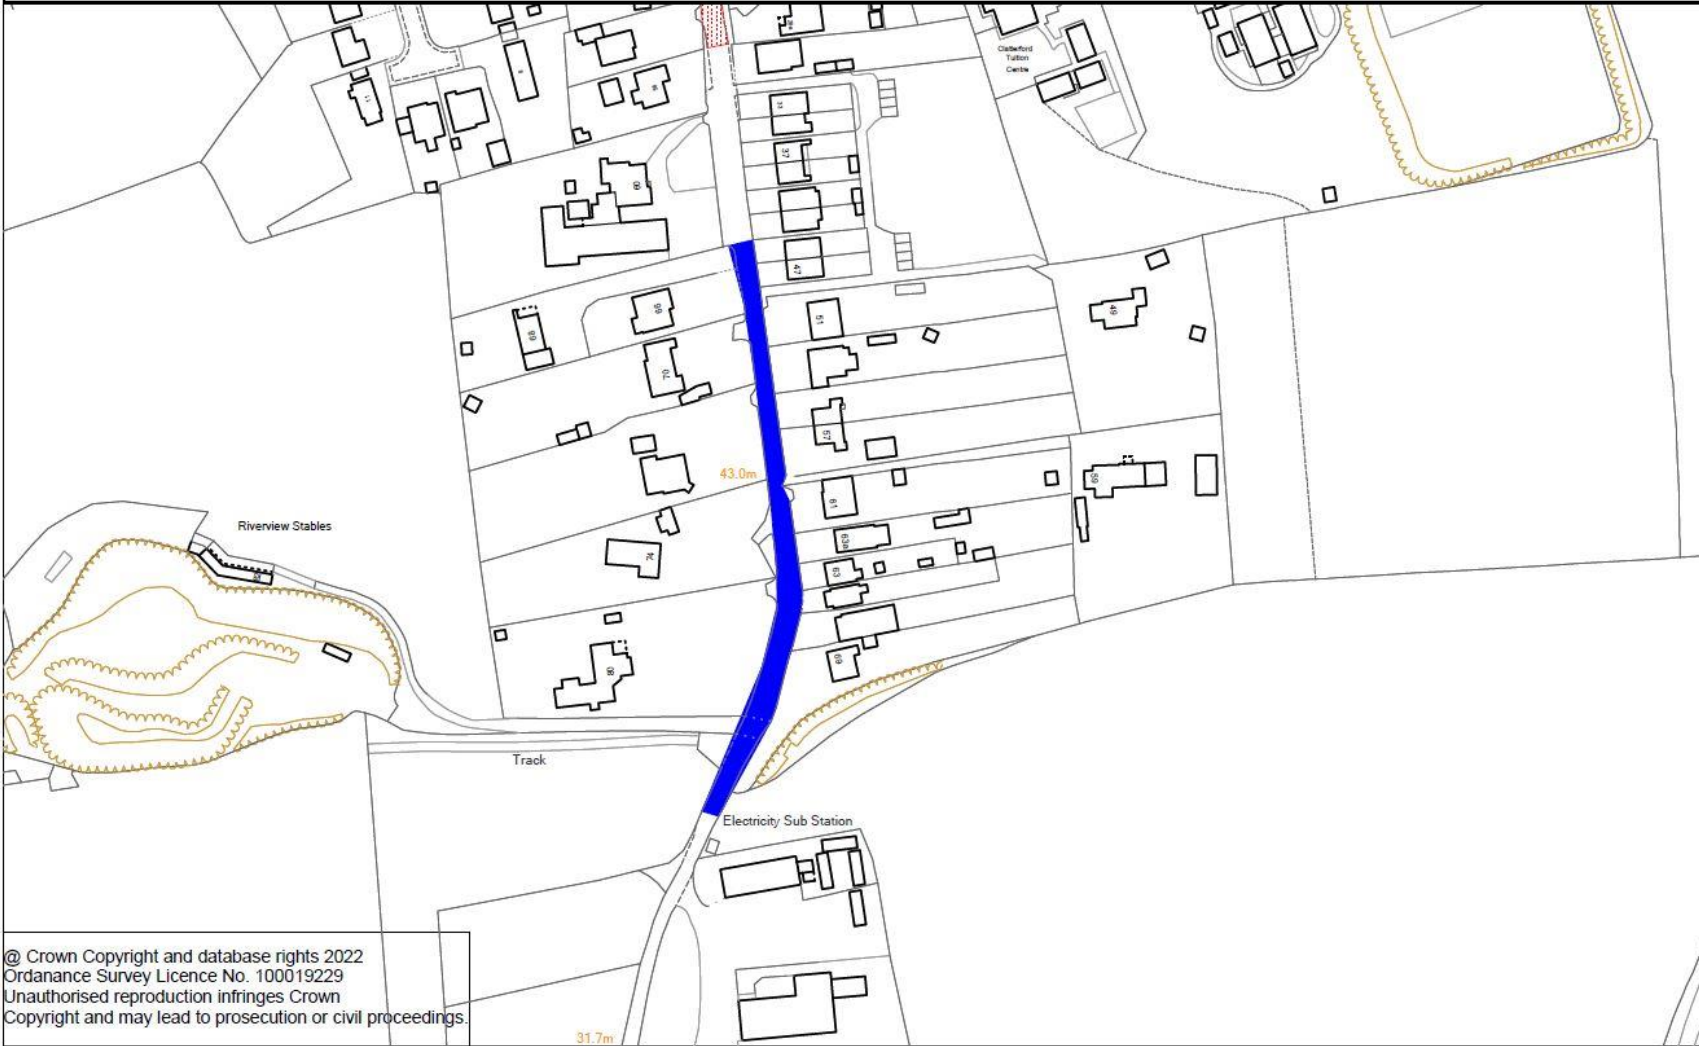 Clatterford
Tuition
Centre
11
37
47
66
66
51
70
49
57
43.0m
59
61
Riverview Stables
63a
74
63
80
69
Track
Electricity Sub Station
@ Crown Copyright and database rights 2022
Ordanance Survey Licence No. 100019229
Unauthorised reproduction infringes Crown
Copyright and may lead to prosecution or civil proceedings.
31.7m